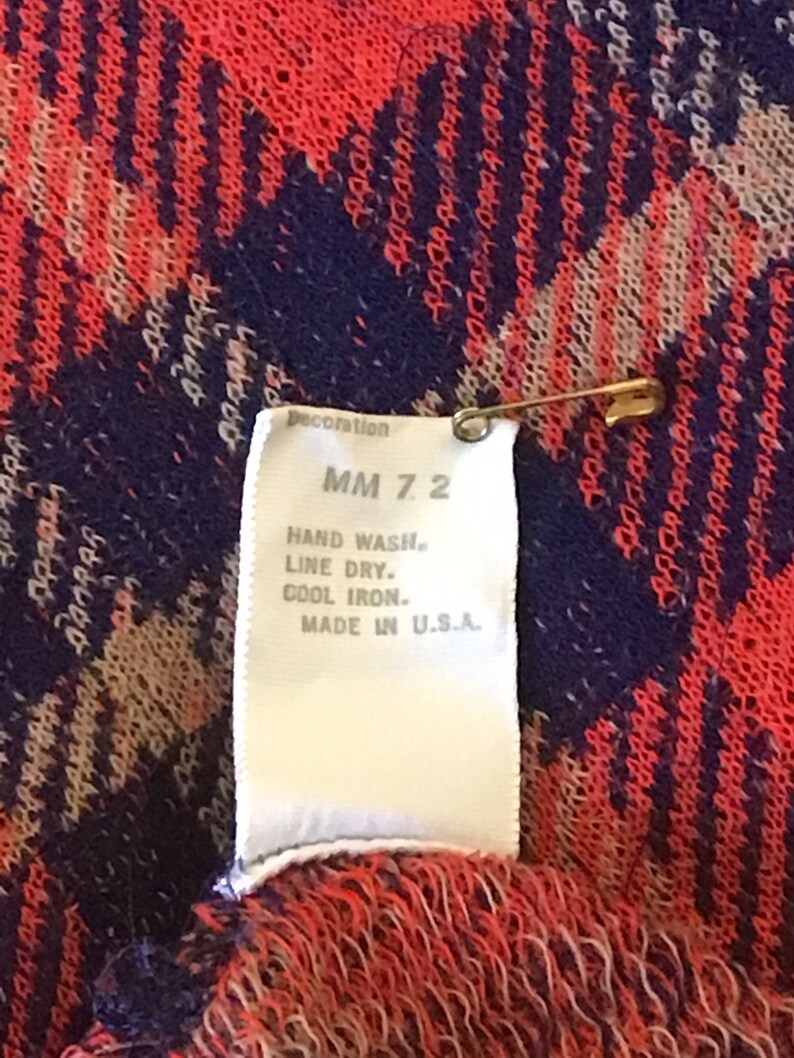 Decoration
MM 7 2
HAND WASH.
LINE DRY.
COOL IRON.
MADE IN U.S.A.